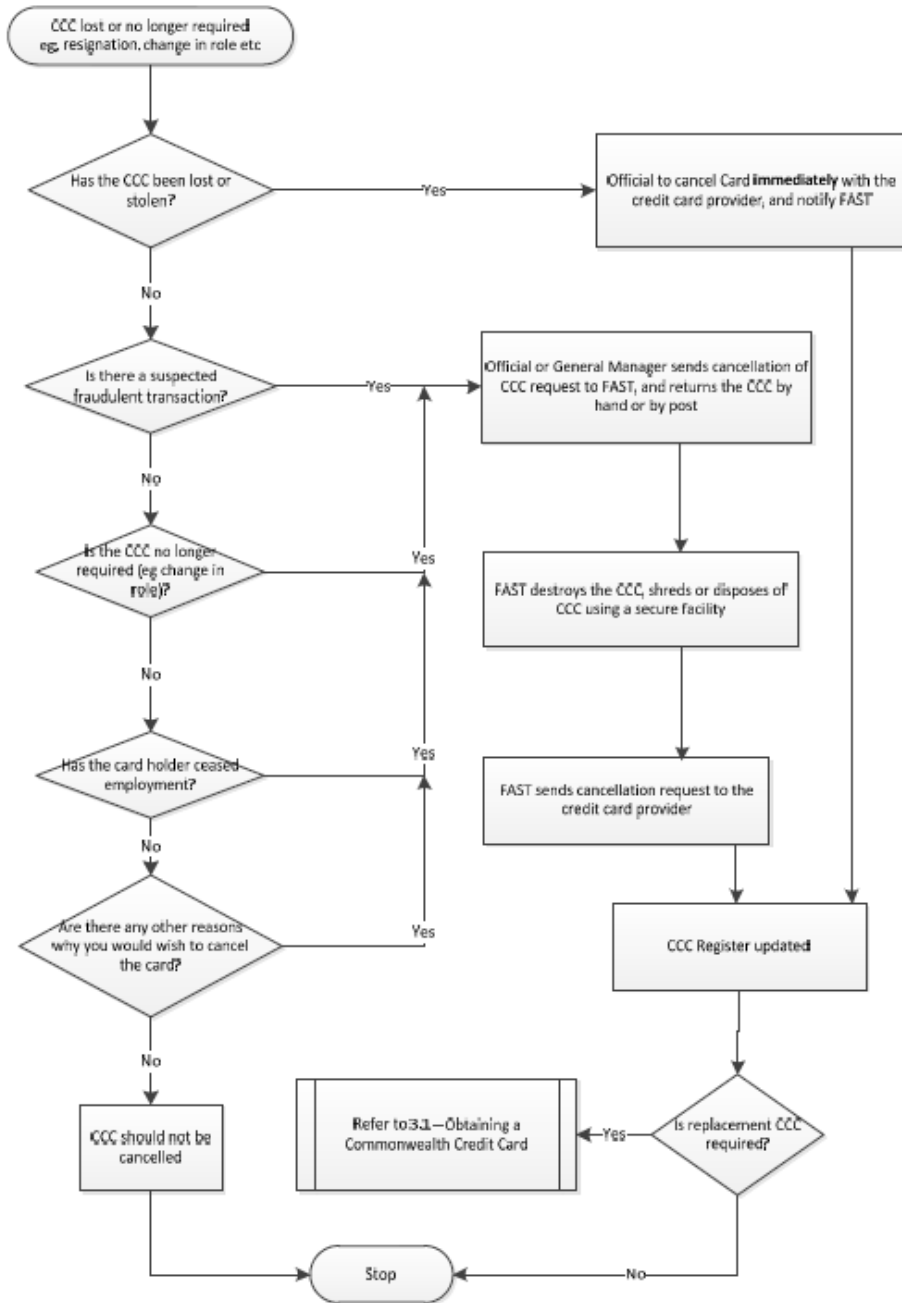 CCC lost or no longer required
eg, resignation, change in role etc
Has the CCC been lost or
stolen?
Yes
Official to cancel Card immediately with the
credit card provider, and notify FAST
No
Is there a suspected
fraudulent transaction?
Yes
Official or General Manager sends cancellation of
CCC request to FAST, and returns the CCC by
hand or by post
No
Is the CCC no longer
required (eg change in
role)?
Yes
FAST destroys the CCC, shreds or disposes of
CCC using a secure facility
No
Has the card holder ceased
employment?
Yes
FAST sends cancellation request to the
credit card provider
No
Are there any other reasons
why you would wish to cancel
the card?
Yes
CCC Register updated
No
CCC should not be
cancelled
Refer to 3.1—Obtaining a
Commonwealth Credit Card
Yes
Is replacement CCC
required?
Stop
No